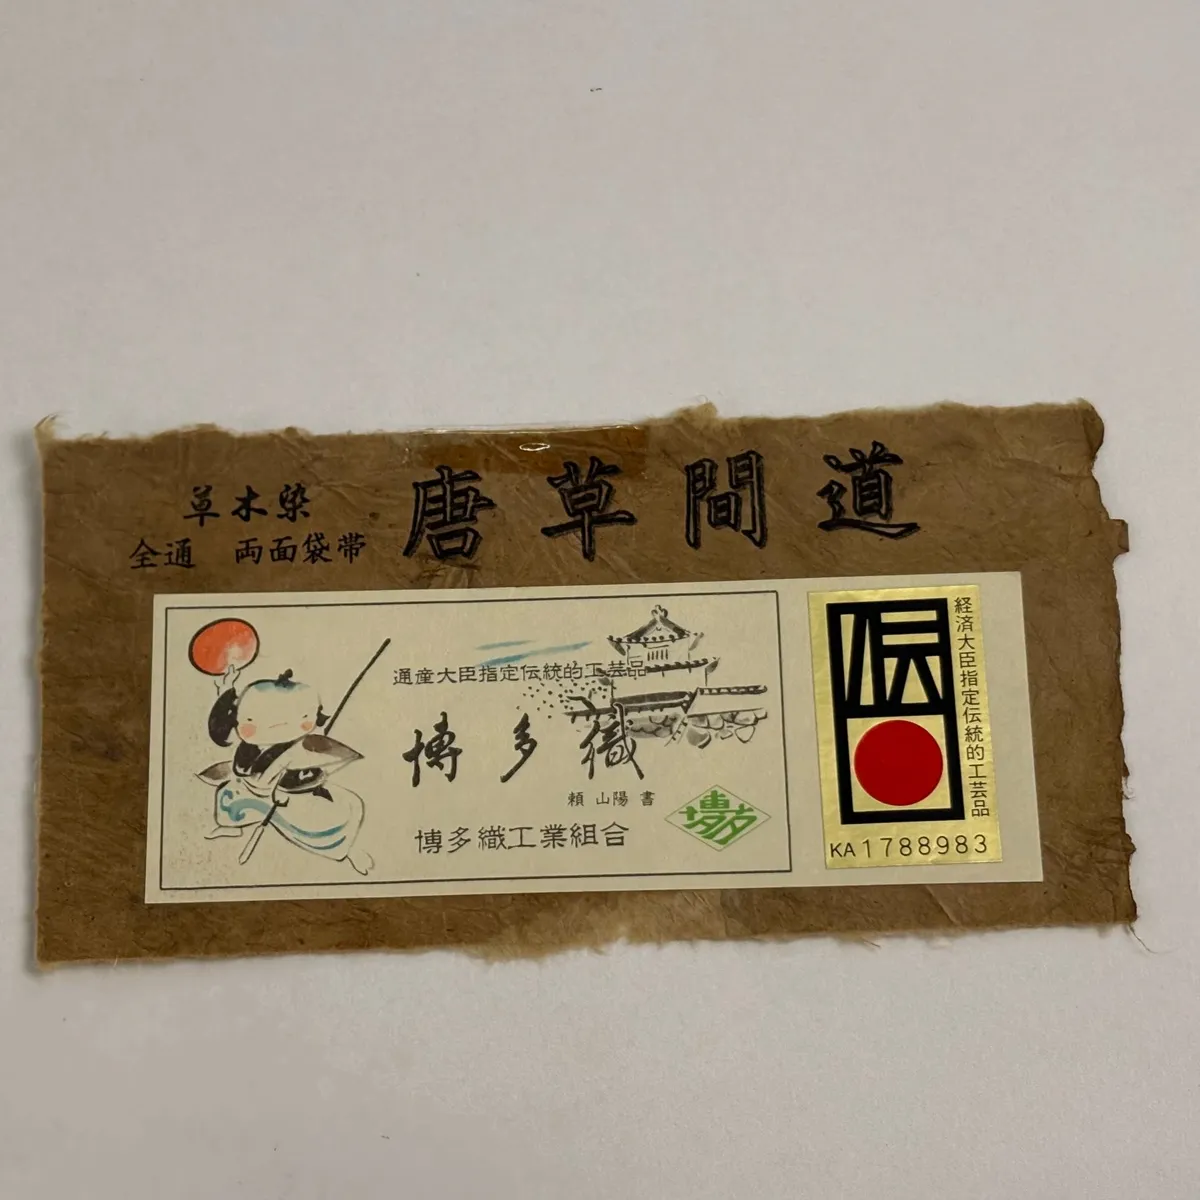 唐草間道
草木染
全通 両面袋帯
通産大臣指定伝統的工芸品
博多織
頼 山陽 書
博多織工業組合
博多
伝
経済大臣指定伝統的工芸品
KA1788983